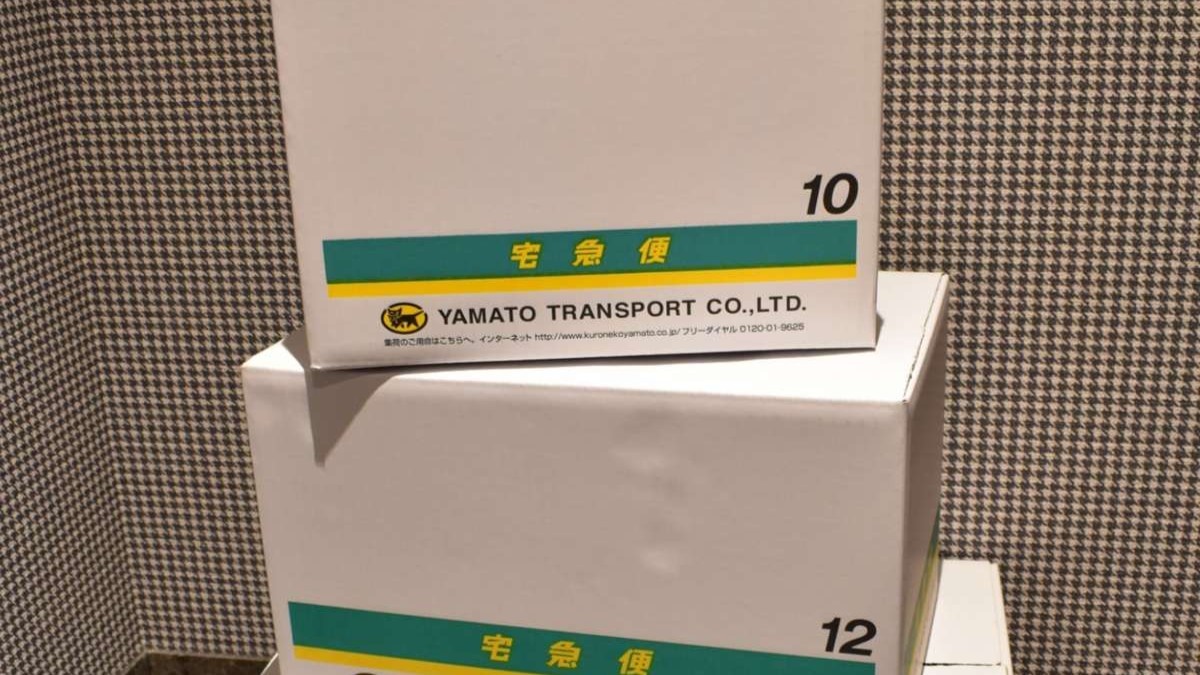 10
宅急便
YAMATO TRANSPORT CO.,LTD.
集荷のご用命はこちらへ。インターネット http://www.kuronekoyamato.co.jp/ フリーダイヤル 0120-01-9625
12
宅急便